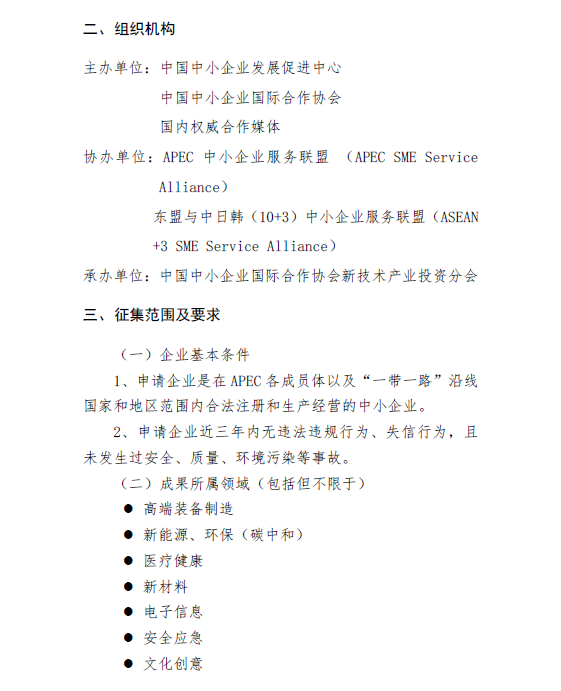 二、组织机构
主办单位：中国中小企业发展促进中心
中国中小企业国际合作协会
国内权威合作媒体
协办单位：APEC 中小企业服务联盟 （APEC SME Service
Alliance）
东盟与中日韩（10+3）中小企业服务联盟（ASEAN
+3 SME Service Alliance）
承办单位：中国中小企业国际合作协会新技术产业投资分会
三、征集范围及要求
（一）企业基本条件
1、申请企业是在 APEC 各成员体以及“一带一路”沿线
国家和地区范围内合法注册和生产经营的中小企业。
2、申请企业近三年内无违法违规行为、失信行为，且
未发生过安全、质量、环境污染等事故。
（二）成果所属领域（包括但不限于）
● 高端装备制造
● 新能源、环保（碳中和）
● 医疗健康
● 新材料
● 电子信息
● 安全应急
● 文化创意